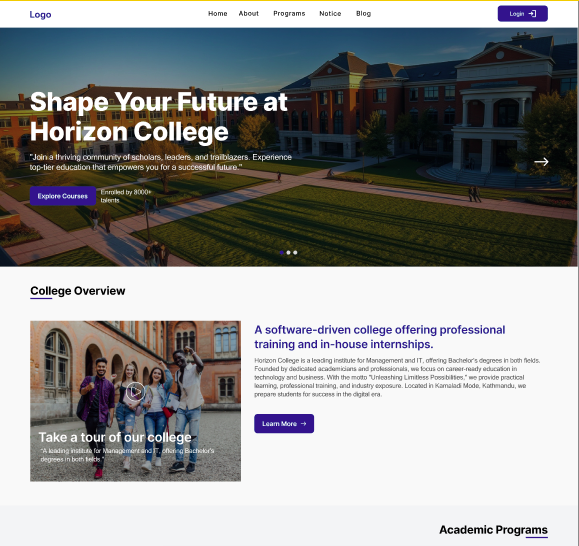 Logo
Home About Programs Notice Blog
Login
Shape Your Future at
Horizon College
"Join a thriving community of scholars, leaders, and trailblazers. Experience
top-tier education that empowers you for a successful future."
Explore Courses
Enrolled by 8000+
talents
College Overview
Take a tour of our college
"A leading institute for Management and IT, offering Bachelor's
degrees in both fields."
A software-driven college offering professional
training and in-house internships.
Horizon College is a leading institute for Management and IT, offering Bachelor's degrees in both fields.
Founded by dedicated academicians and professionals, we focus on career-ready education in
technology and business. With the motto "Unleashing Limitless Possibilities," we provide practical
learning, professional training, and industry exposure. Located in Kamaladi Mode, Kathmandu, we
prepare students for success in the digital era.
Learn More
Academic Programs